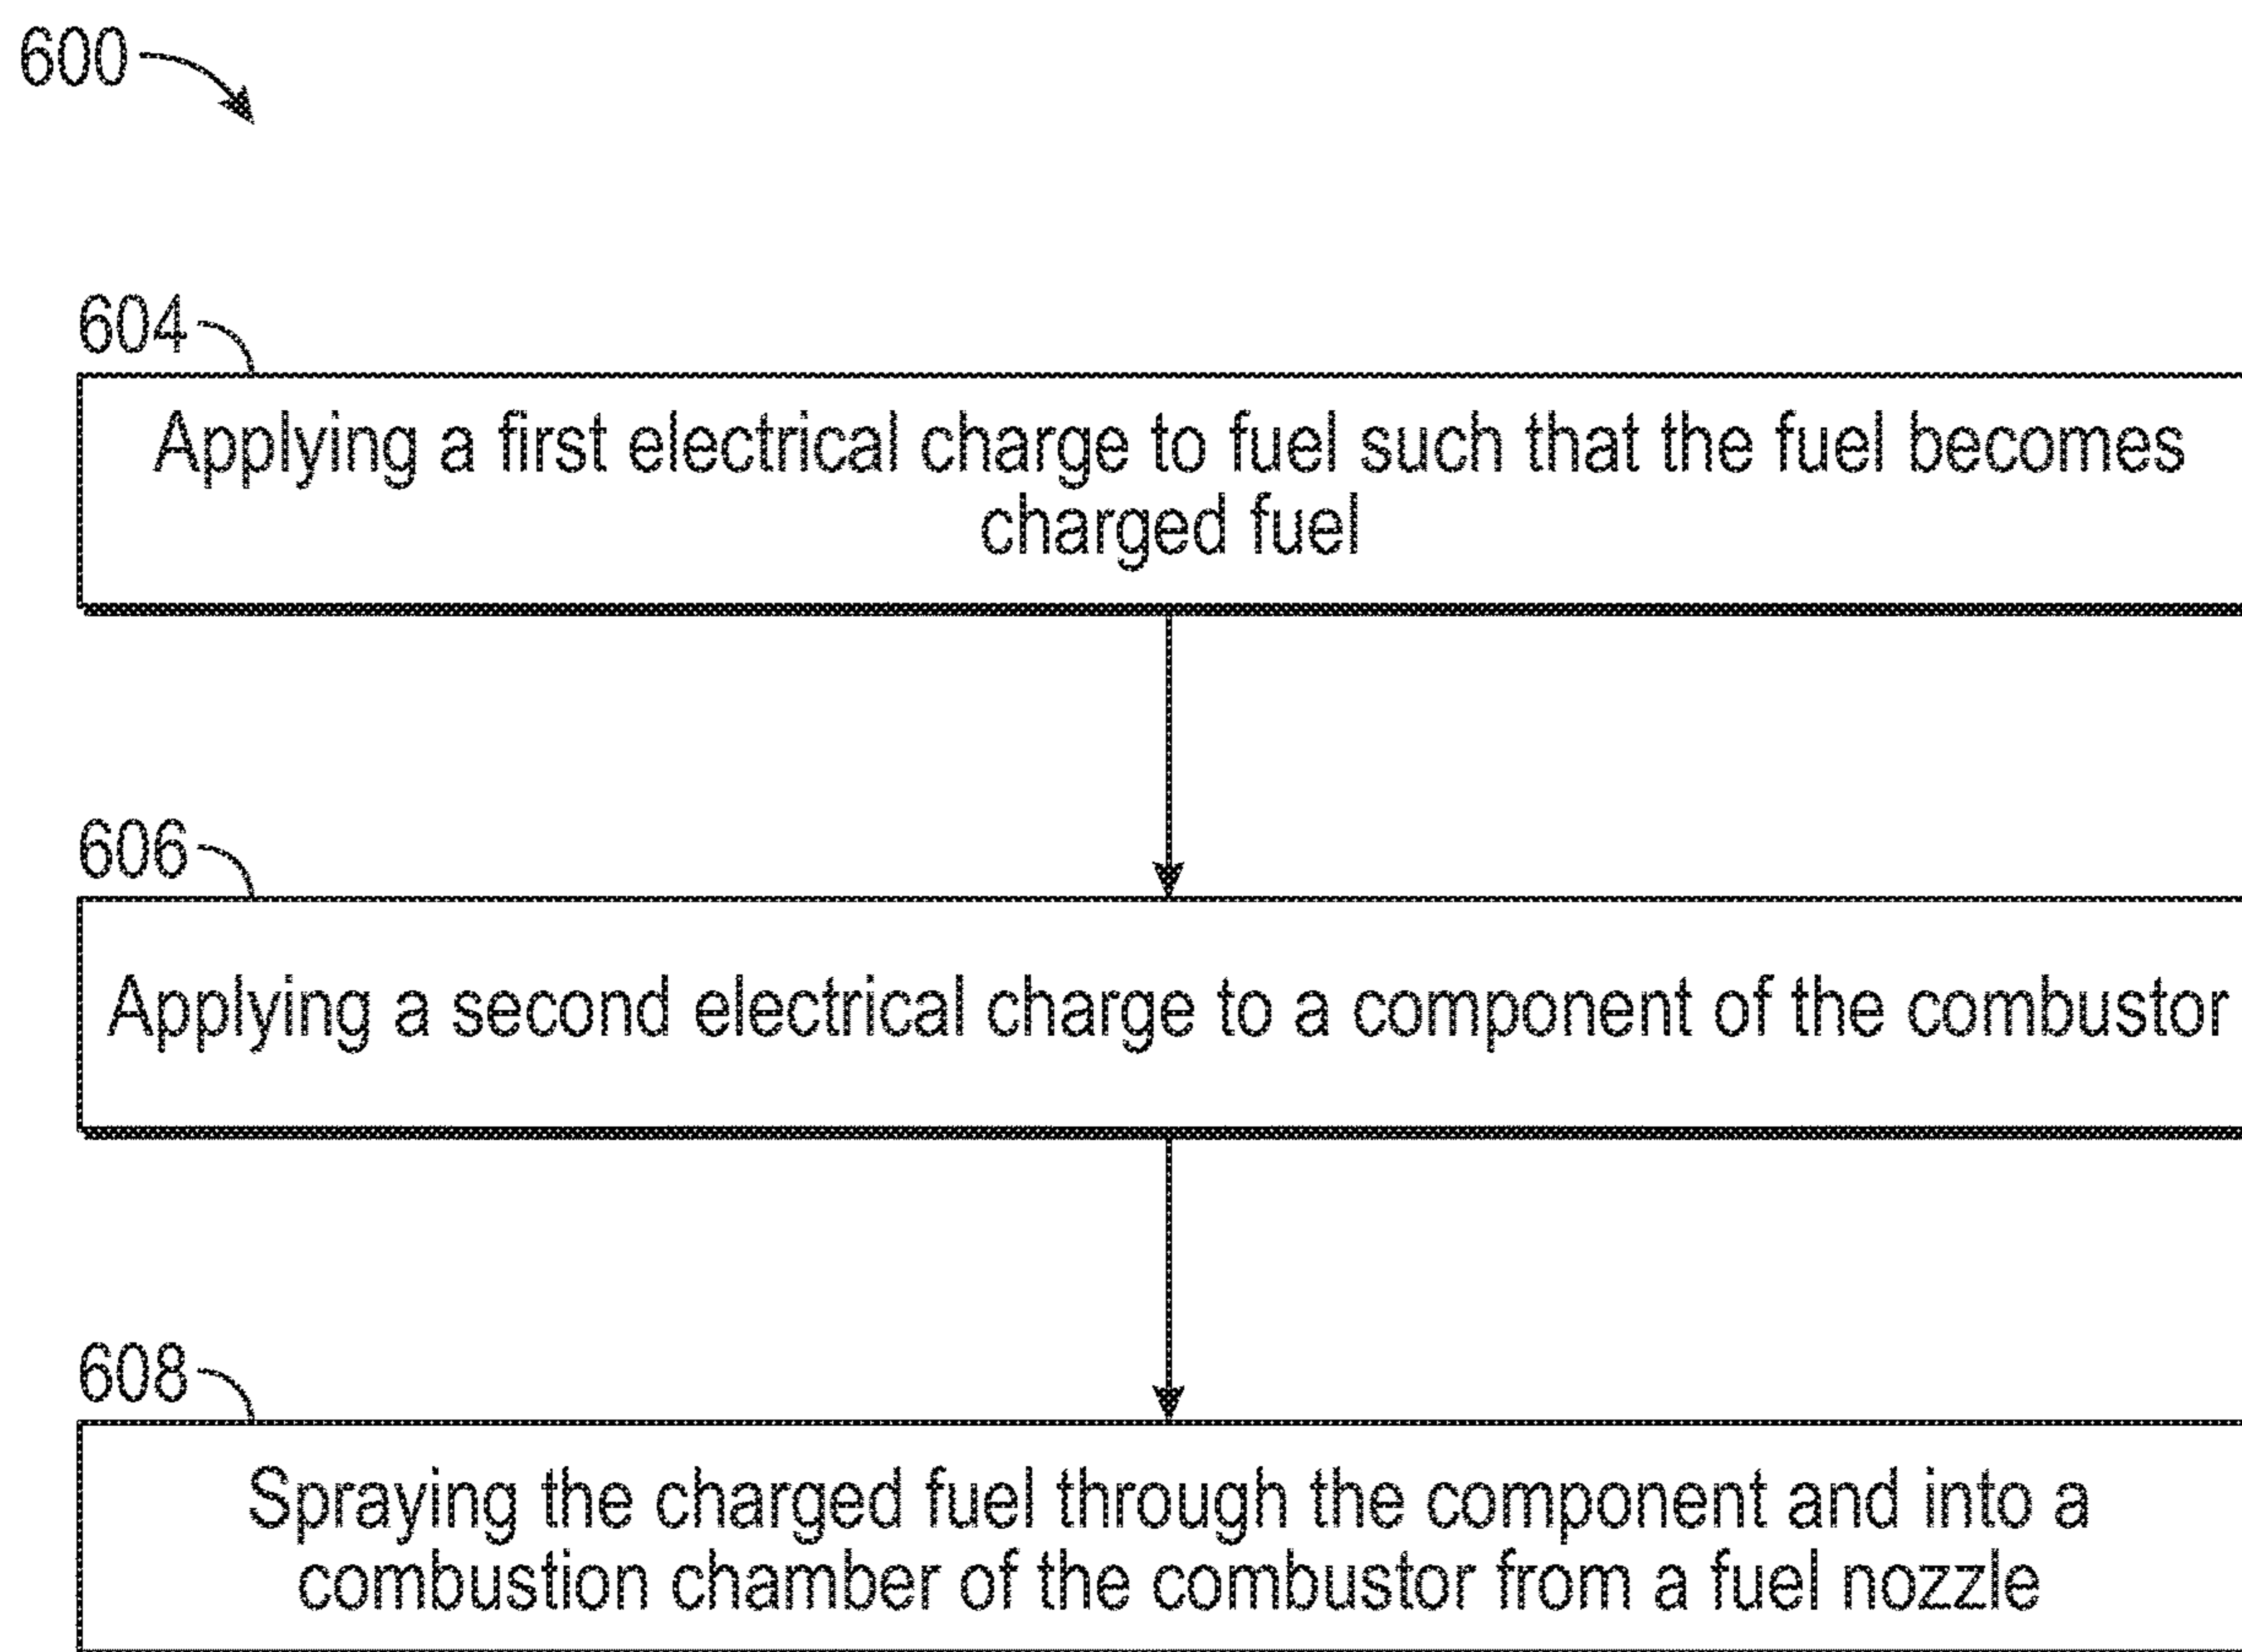 600
604
Applying a first electrical charge to fuel such that the fuel becomes
charged fuel
606
Applying a second electrical charge to a component of the combustor
608
Spraying the charged fuel through the component and into a
combustion chamber of the combustor from a fuel nozzle